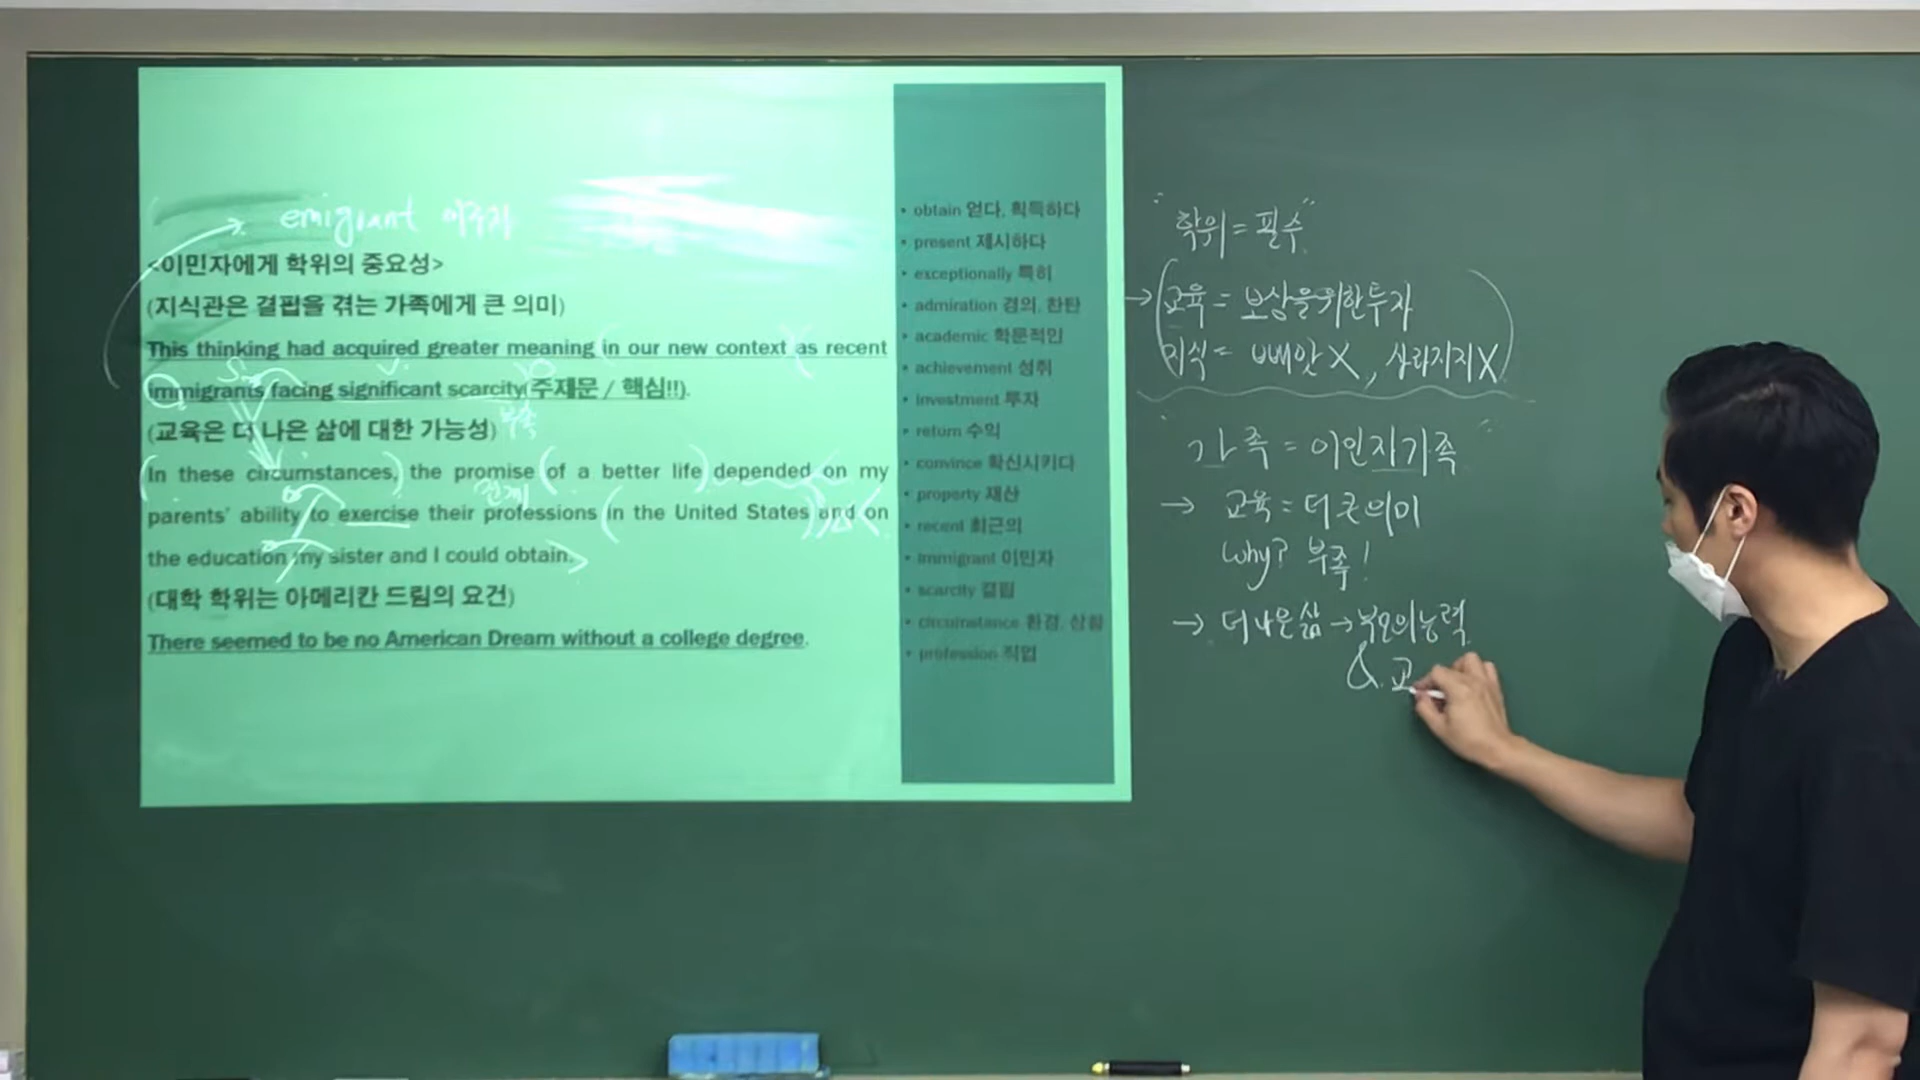 emigrant 이주자
<이민자에게 학위의 중요성>
(지식관은 결핍을 겪는 가족에게 큰 의미)
This thinking had acquired greater meaning in our new context as recent
immigrants facing significant scarcity(주제문 / 핵심!!).
부족
(교육은 더 나은 삶에 대한 가능성)
In these circumstances, the promise of a better life depended on my
parents' ability to exercise their professions in the United States and on
the education my sister and I could obtain.
(대학 학위는 아메리칸 드림의 요건)
There seemed to be no American Dream without a college degree.
• obtain 얻다, 획득하다
• present 제시하다
• exceptionally 특히
• admiration 경의, 찬탄
• academic 학문적인
• achievement 성취
• investment 투자
• return 수익
• convince 확신시키다
• property 재산
• recent 최근의
• immigrant 이민자
• scarcity 결핍
• circumstance 환경, 상황
• profession 직업
"학위 = 필수"
→ (교육 = 보상을위한투자
지식 = 빼앗X, 사라지지X)
"가족 = 이민자가족"
→ 교육 = 더 큰 의미
why? 부족!
→ 더 나은 삶 → 부모의 능력
& 교